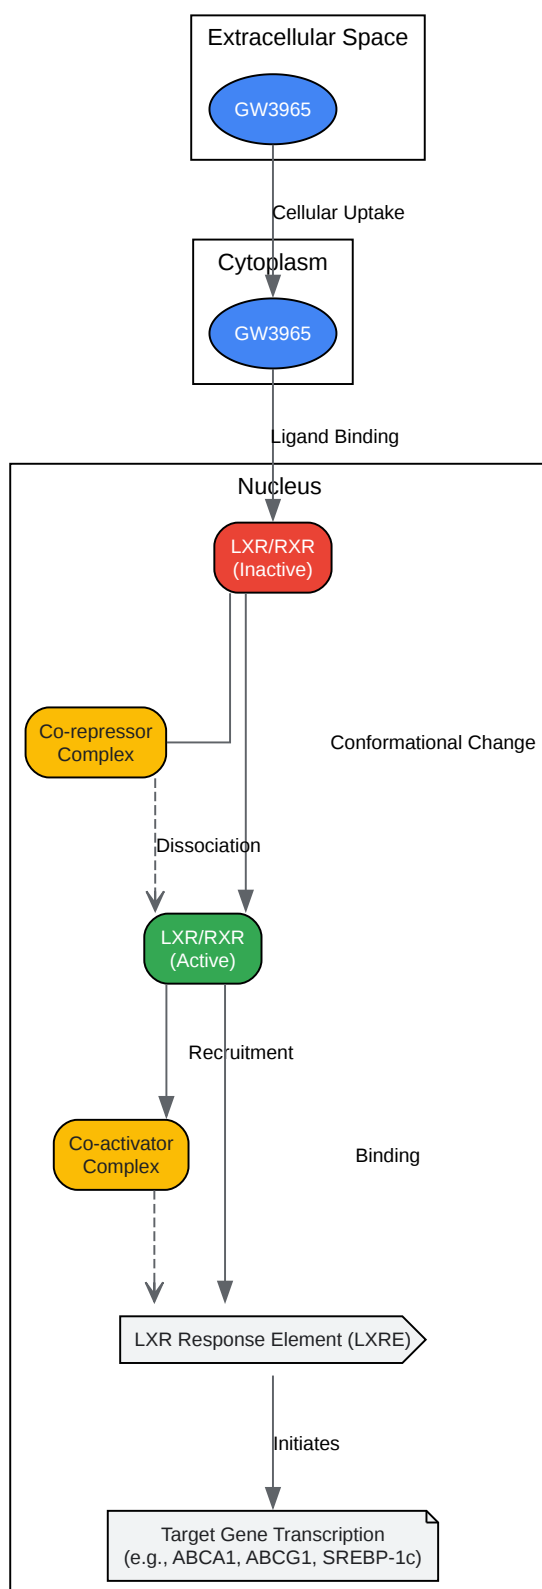 Extracellular Space
GW3965
Cellular Uptake
Cytoplasm
GW3965
Ligand Binding
Nucleus
LXR/RXR
(Inactive)
Co-repressor
Complex
Conformational Change
Dissociation
LXR/RXR
(Active)
Recruitment
Co-activator
Complex
Binding
LXR Response Element (LXRE)
Initiates
Target Gene Transcription
(e.g., ABCA1, ABCG1, SREBP-1c)